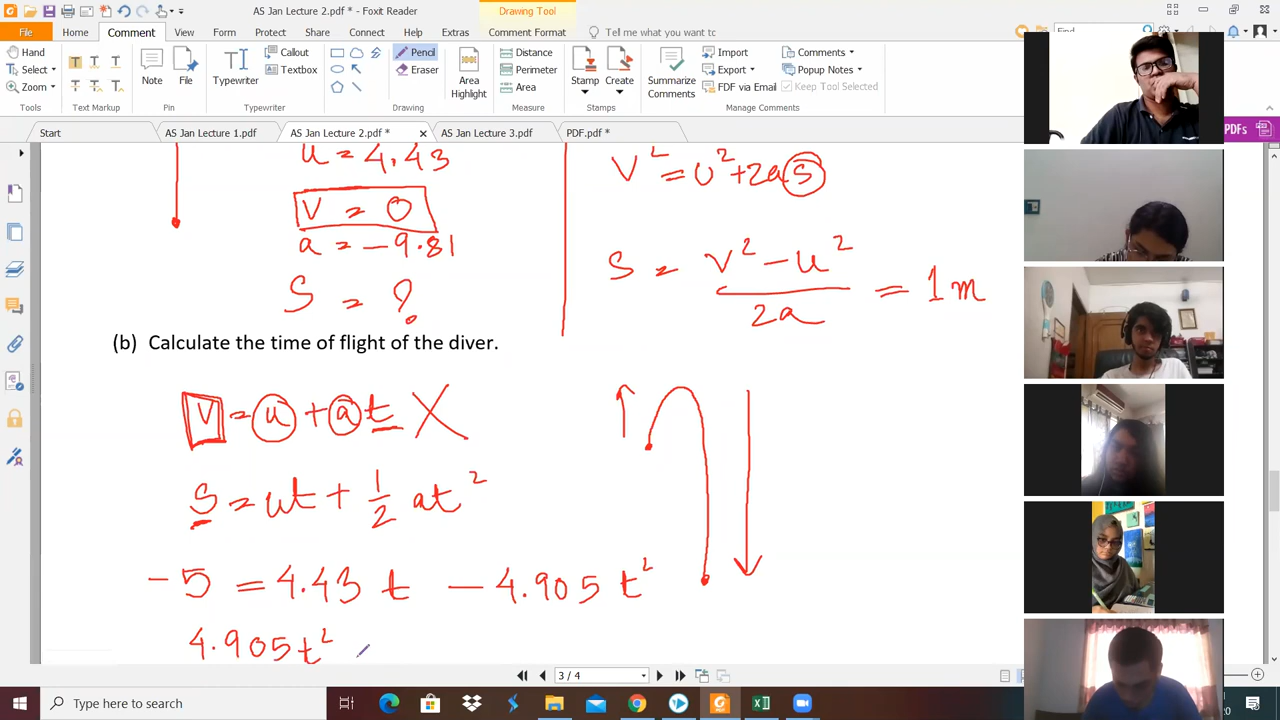 AS Jan Lecture 2.pdf * - Foxit Reader
Drawing Tool
File Home Comment View Form Protect Share Connect Help Extras Comment Format Tell me what you want tc Find
Hand
Select
Zoom
Tools
T T T
Text Markup
Note File
Pin
Typewriter
Callout
Textbox
Typewriter
Pencil
Eraser
Drawing
Area Highlight
Distance
Perimeter
Area
Measure
Stamp Create
Stamps
Summarize Comments
Import
Export
FDF via Email
Comments
Popup Notes
Keep Tool Selected
Manage Comments
Start AS Jan Lecture 1.pdf AS Jan Lecture 2.pdf * AS Jan Lecture 3.pdf PDF.pdf * PDFs
u = 4.43
V = 0
a = -9.81
S = ?
V² = U² + 2aS
S = V² - u² / 2a = 1m
(b) Calculate the time of flight of the diver.
V = u + at X
S = ut + 1/2 at²
- 5 = 4.43 t - 4.905 t²
4.905t²
3 / 4
Type here to search
20